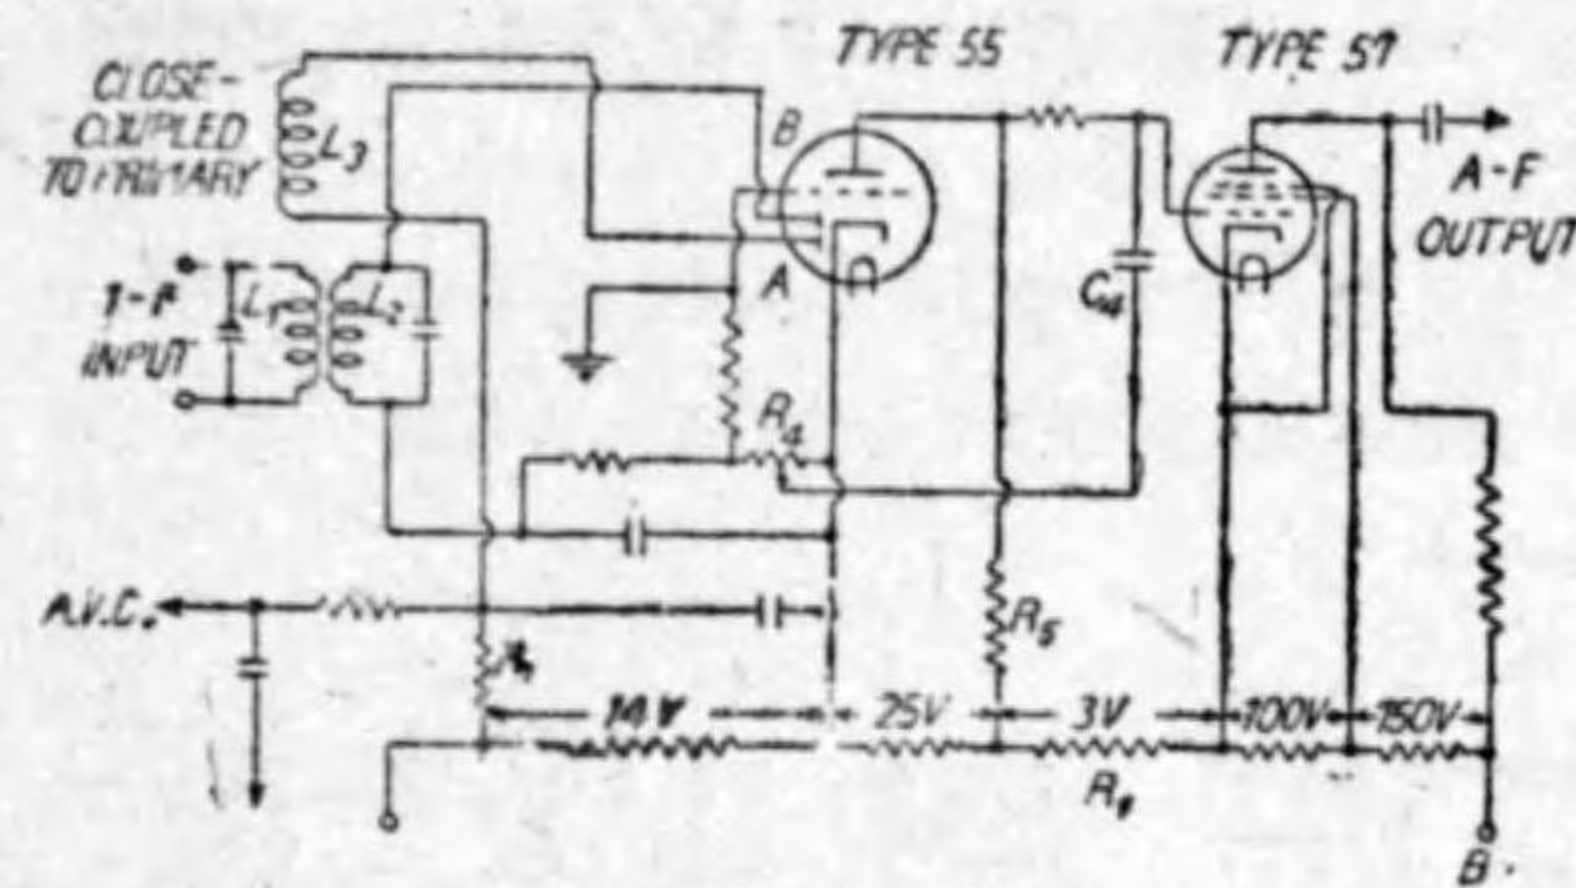 TYPE 55
TYPE 57
CLOSE-
COUPLED
TO PRIMARY
L3
B
A
A-F
OUTPUT
I-F
INPUT
L1
L2
C4
R4
A.V.C.
R5
14V
25V
3V
100V
150V
B